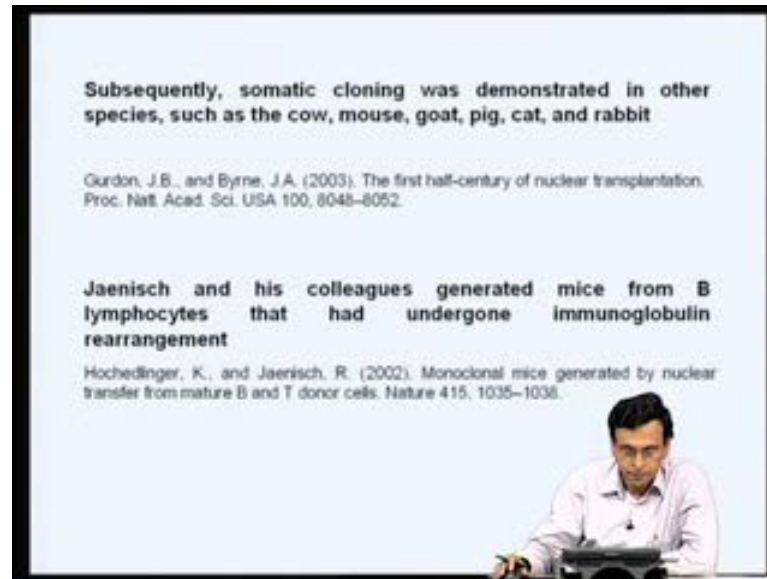 Subsequently, somatic cloning was demonstrated in other
species, such as the cow, mouse, goat, pig, cat, and rabbit
Gurdon, J.B., and Byrne, J.A. (2003). The first half-century of nuclear transplantation.
Proc. Natl. Acad. Sci. USA 100, 8048–8052.
Jaenisch and his colleagues generated mice from B
lymphocytes that had undergone immunoglobulin
rearrangement
Hochedlinger, K., and Jaenisch, R. (2002). Monoclonal mice generated by nuclear
transfer from mature B and T donor cells. Nature 415, 1035–1038.